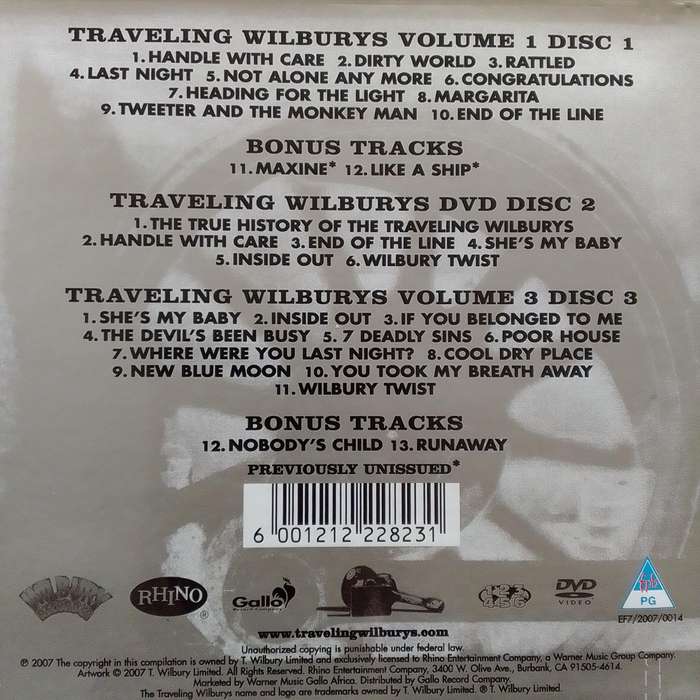 TRAVELING WILBURYS VOLUME 1 DISC 1
1. HANDLE WITH CARE 2. DIRTY WORLD 3. RATTLED
4. LAST NIGHT 5. NOT ALONE ANY MORE 6. CONGRATULATIONS
7. HEADING FOR THE LIGHT 8. MARGARITA
9. TWEETER AND THE MONKEY MAN 10. END OF THE LINE
BONUS TRACKS
11. MAXINE* 12. LIKE A SHIP*
TRAVELING WILBURYS DVD DISC 2
1. THE TRUE HISTORY OF THE TRAVELING WILBURYS
2. HANDLE WITH CARE 3. END OF THE LINE 4. SHE'S MY BABY
5. INSIDE OUT 6. WILBURY TWIST
TRAVELING WILBURYS VOLUME 3 DISC 3
1. SHE'S MY BABY 2. INSIDE OUT 3. IF YOU BELONGED TO ME
4. THE DEVIL'S BEEN BUSY 5. 7 DEADLY SINS 6. POOR HOUSE
7. WHERE WERE YOU LAST NIGHT? 8. COOL DRY PLACE
9. NEW BLUE MOON 10. YOU TOOK MY BREATH AWAY
11. WILBURY TWIST
BONUS TRACKS
12. NOBODY'S CHILD 13. RUNAWAY
PREVIOUSLY UNISSUED*
6 001212 228231
WILBURY
RHINO
Gallo
DVD
VIDEO
fpb
PG
EF7/2007/0014
www.travelingwilburys.com
Unauthorized copying is punishable under federal law.
℗ 2007 The copyright in this compilation is owned by T. Wilbury Limited and exclusively licensed to Rhino Entertainment Company, a Warner Music Group Company.
Artwork © 2007 T. Wilbury Limited. All Rights Reserved. Rhino Entertainment Company, 3400 W. Olive Ave., Burbank, CA 91505-4614.
Marketed by Warner Music Gallo Africa. Distributed by Gallo Record Company.
The Traveling Wilburys name and logo are trademarks owned by T. Wilbury Limited. ® T. Wilbury Limited.